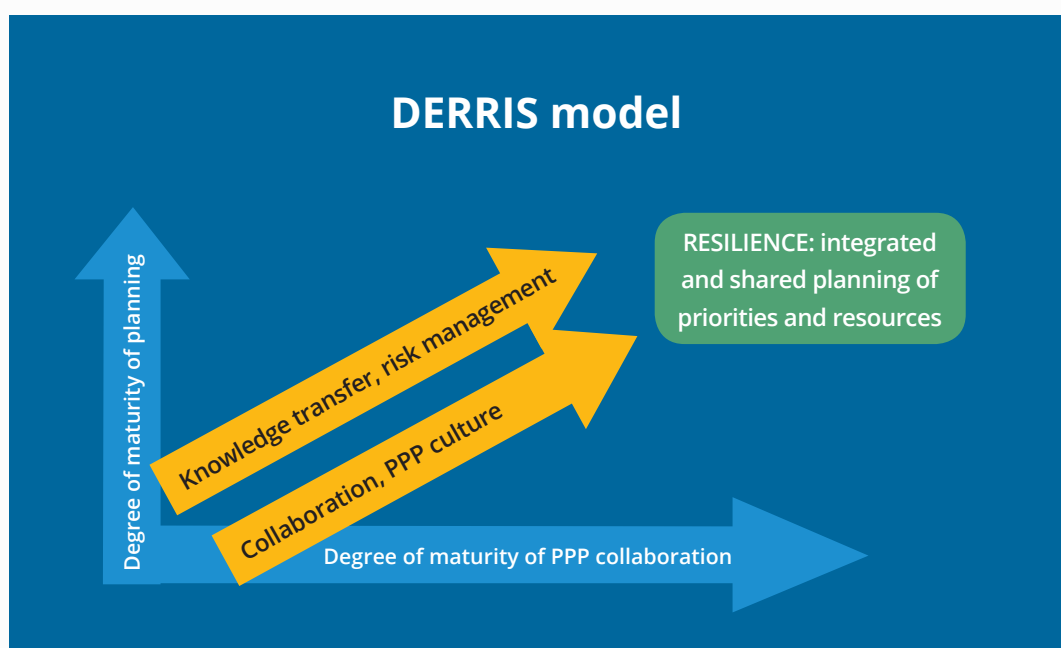 DERRIS model
Degree of maturity of planning
Knowledge transfer, risk management
Collaboration, PPP culture
RESILIENCE: integrated
and shared planning of
priorities and resources
Degree of maturity of PPP collaboration